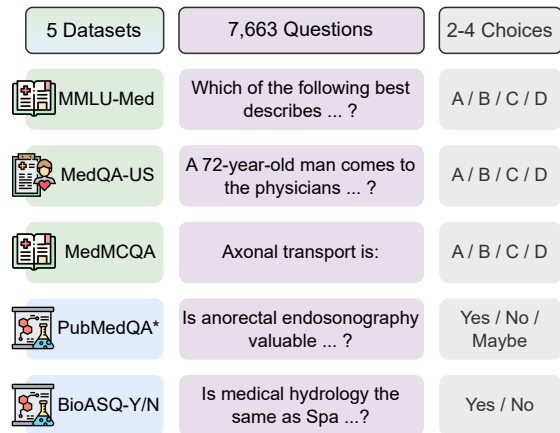 5 Datasets
7,663 Questions
2-4 Choices
MMLU-Med
Which of the following best
describes ... ?
A / B / C / D
MedQA-US
A 72-year-old man comes to
the physicians ... ?
A / B / C / D
MedMCQA
Axonal transport is:
A / B / C / D
PubMedQA*
Is anorectal endosonography
valuable ... ?
Yes / No /
Maybe
BioASQ-Y/N
Is medical hydrology the
same as Spa ...?
Yes / No